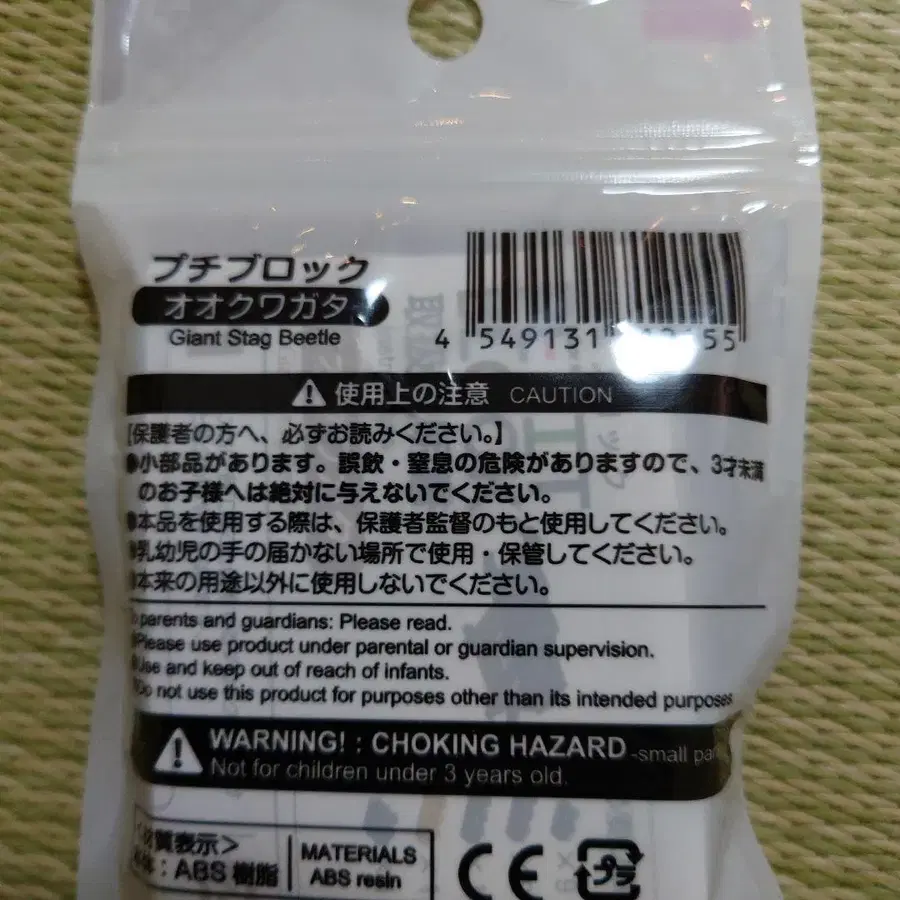 プチブロック
オオクワガタ
Giant Stag Beetle
4 549131 55
⚠ 使用上の注意 CAUTION
【保護者の方へ、必ずお読みください。】
●小部品があります。誤飲・窒息の危険がありますので、3才未満
のお子様へは絶対に与えないでください。
●本品を使用する際は、保護者監督のもと使用してください。
●乳幼児の手の届かない場所で使用・保管してください。
●本来の用途以外に使用しないでください。
To parents and guardians: Please read.
●Please use product under parental or guardian supervision.
●Use and keep out of reach of infants.
●Do not use this product for purposes other than its intended purposes
⚠ WARNING! : CHOKING HAZARD -small pa
Not for children under 3 years old.
質表示>
: ABS 樹脂
MATERIALS
ABS resin
CE
プラ